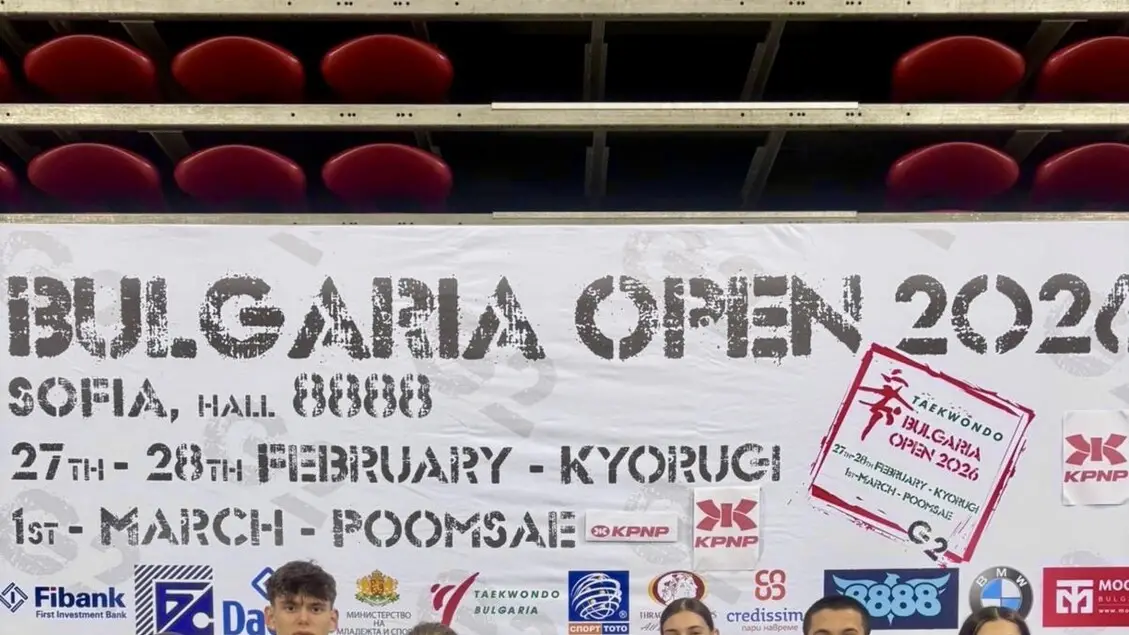 BULGARIA OPEN 2026
SOFIA, HALL 8888
27TH - 28TH FEBRUARY - KYORUGI
1ST - MARCH - POOMSAE
KPNP
KPNP
TAEKWONDO
BULGARIA
OPEN 2026
27TH-28TH FEBRUARY - KYORUGI
1ST-MARCH - POOMSAE
G2
KPNP
Fibank
First Investment Bank
МИНИСТЕРСТВО
НА
МЛАДЕЖТА И
TAEKWONDO
BULGARIA
СПОРТ ТОТО
credissimo
пари навреме
8888
BMW